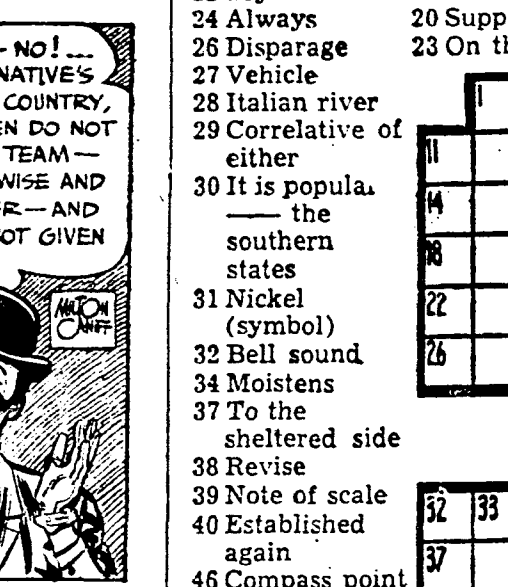 - NO!...
NATIVE'S
COUNTRY,
EN DO NOT
TEAM—
WISE AND
R—AND
OT GIVEN
MILTON
CANIFF
24 Always
26 Disparage
27 Vehicle
28 Italian river
29 Correlative of
either
30 It is popular
—— the
southern
states
31 Nickel
(symbol)
32 Bell sound
34 Moistens
37 To the
sheltered side
38 Revise
39 Note of scale
40 Established
again
46 Compass point
20 Supp
23 On th
1
11
14
18
22
26
32 33
37